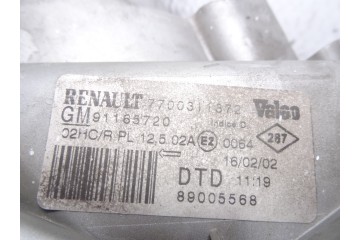 RENAULT 7700311372 Valeo
GM 91165720 Indice D
02HC/R PL 12,5.02A E2 0064 287
16/02/02
DTD 11:19
89005568